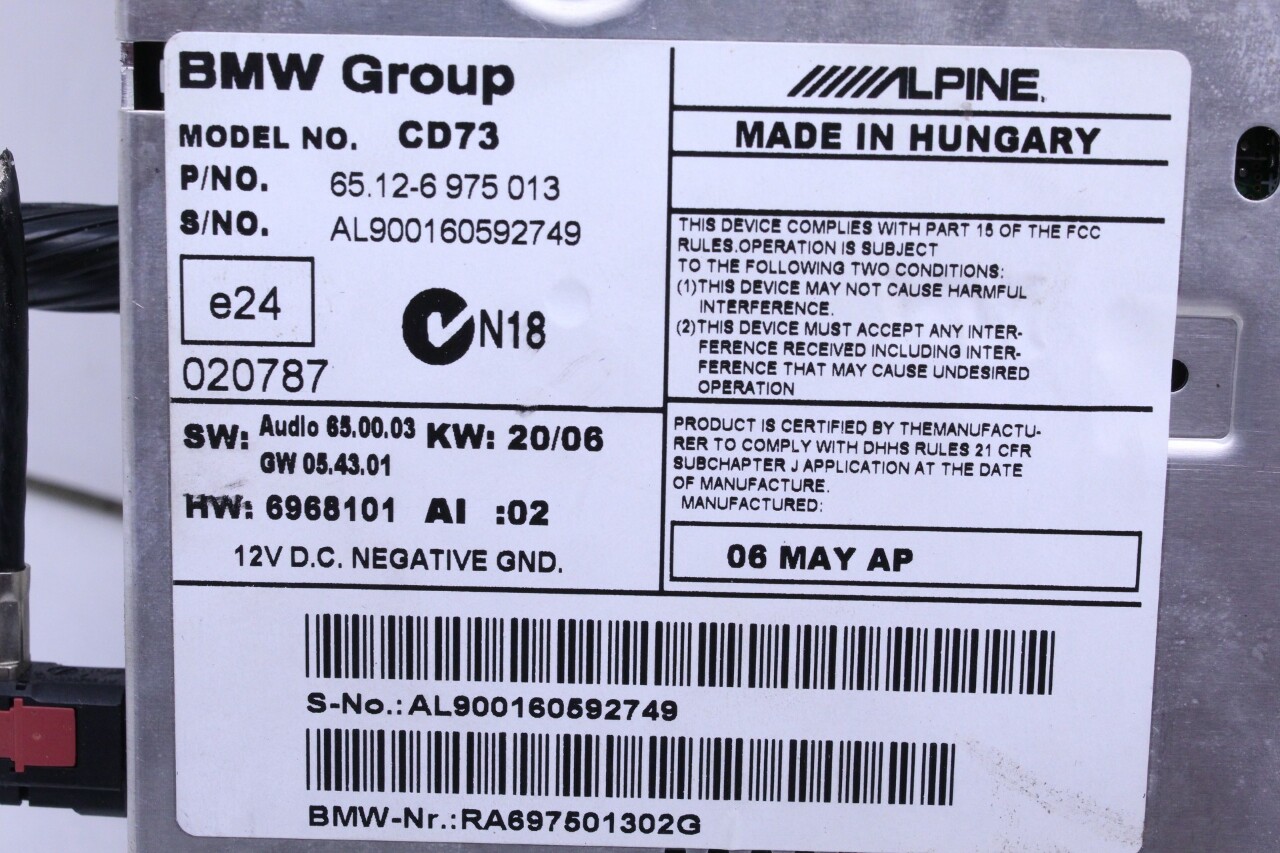 BMW Group
MODEL NO. CD73
P/NO. 65.12-6 975 013
S/NO. AL900160592749
e24
N18
020787
SW: Audio 65.00.03 KW: 20/06
GW 05.43.01
HW: 6968101 AI :02
12V D.C. NEGATIVE GND.
ALPINE
MADE IN HUNGARY
THIS DEVICE COMPLIES WITH PART 15 OF THE FCC
RULES.OPERATION IS SUBJECT
TO THE FOLLOWING TWO CONDITIONS:
(1)THIS DEVICE MAY NOT CAUSE HARMFUL
INTERFERENCE.
(2)THIS DEVICE MUST ACCEPT ANY INTER-
FERENCE RECEIVED INCLUDING INTER-
FERENCE THAT MAY CAUSE UNDESIRED
OPERATION
PRODUCT IS CERTIFIED BY THEMANUFACTU-
RER TO COMPLY WITH DHHS RULES 21 CFR
SUBCHAPTER J APPLICATION AT THE DATE
OF MANUFACTURE.
MANUFACTURED:
06 MAY AP
S-No.:AL900160592749
BMW-Nr.:RA697501302G